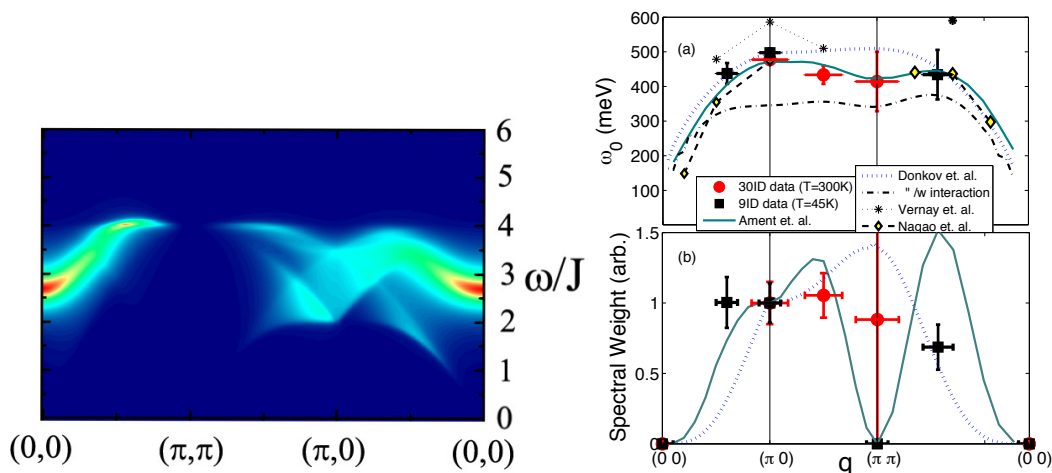 6
5
4
3
2
1
0
ω/J
(0,0)
(π,π)
(π,0)
(0,0)
600
500
400
300
200
100
ω0 (meV)
(a)
30ID data (T=300K)
9ID data (T=45K)
Ament et. al.
Donkov et. al.
" /w interaction
Vernay et. al.
Nagao et. al.
1.5
1
0.5
0
Spectral Weight (arb.)
(b)
(0 0)
(π 0)
q
(π π)
(0 0)